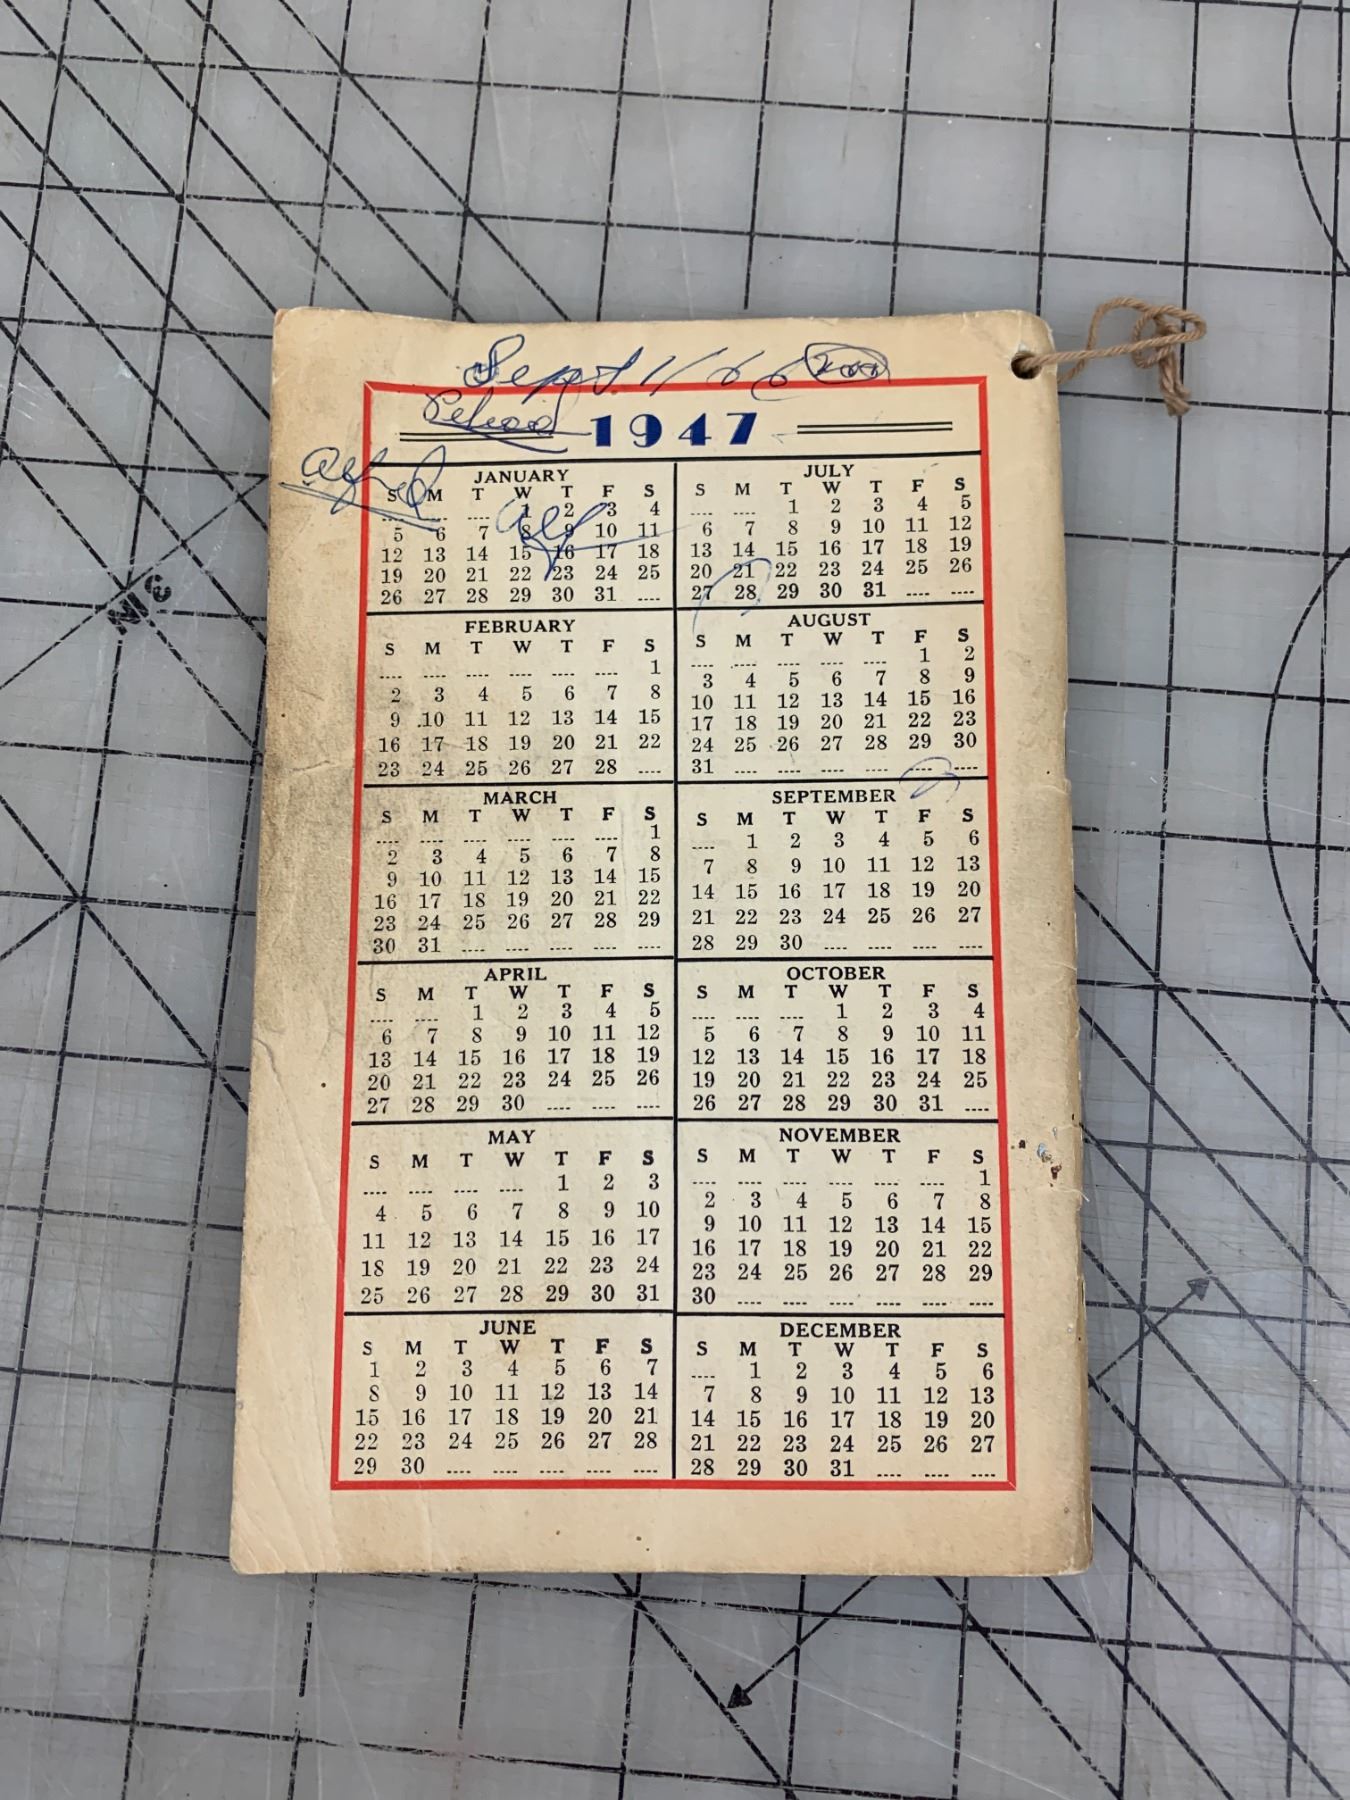 Sept. 1/66
School
1947
Alfred
Alf
JANUARY
S M T W T F S
.... .... .... 1 2 3 4
5 6 7 8 9 10 11
12 13 14 15 16 17 18
19 20 21 22 23 24 25
26 27 28 29 30 31 ....
FEBRUARY
S M T W T F S
.... .... .... .... .... .... 1
2 3 4 5 6 7 8
9 10 11 12 13 14 15
16 17 18 19 20 21 22
23 24 25 26 27 28 ....
MARCH
S M T W T F S
.... .... .... .... .... .... 1
2 3 4 5 6 7 8
9 10 11 12 13 14 15
16 17 18 19 20 21 22
23 24 25 26 27 28 29
30 31 .... .... .... .... ....
APRIL
S M T W T F S
.... .... 1 2 3 4 5
6 7 8 9 10 11 12
13 14 15 16 17 18 19
20 21 22 23 24 25 26
27 28 29 30 .... .... ....
MAY
S M T W T F S
.... .... .... .... 1 2 3
4 5 6 7 8 9 10
11 12 13 14 15 16 17
18 19 20 21 22 23 24
25 26 27 28 29 30 31
JUNE
S M T W T F S
1 2 3 4 5 6 7
8 9 10 11 12 13 14
15 16 17 18 19 20 21
22 23 24 25 26 27 28
29 30 .... .... .... .... ....
JULY
S M T W T F S
.... .... 1 2 3 4 5
6 7 8 9 10 11 12
13 14 15 16 17 18 19
20 21 22 23 24 25 26
27 28 29 30 31 .... ....
AUGUST
S M T W T F S
.... .... .... .... .... 1 2
3 4 5 6 7 8 9
10 11 12 13 14 15 16
17 18 19 20 21 22 23
24 25 26 27 28 29 30
31 .... .... .... .... .... ....
SEPTEMBER
S M T W T F S
.... 1 2 3 4 5 6
7 8 9 10 11 12 13
14 15 16 17 18 19 20
21 22 23 24 25 26 27
28 29 30 .... .... .... ....
OCTOBER
S M T W T F S
.... .... .... 1 2 3 4
5 6 7 8 9 10 11
12 13 14 15 16 17 18
19 20 21 22 23 24 25
26 27 28 29 30 31 ....
NOVEMBER
S M T W T F S
.... .... .... .... .... .... 1
2 3 4 5 6 7 8
9 10 11 12 13 14 15
16 17 18 19 20 21 22
23 24 25 26 27 28 29
30 .... .... .... .... .... ....
DECEMBER
S M T W T F S
.... 1 2 3 4 5 6
7 8 9 10 11 12 13
14 15 16 17 18 19 20
21 22 23 24 25 26 27
28 29 30 31 .... .... ....